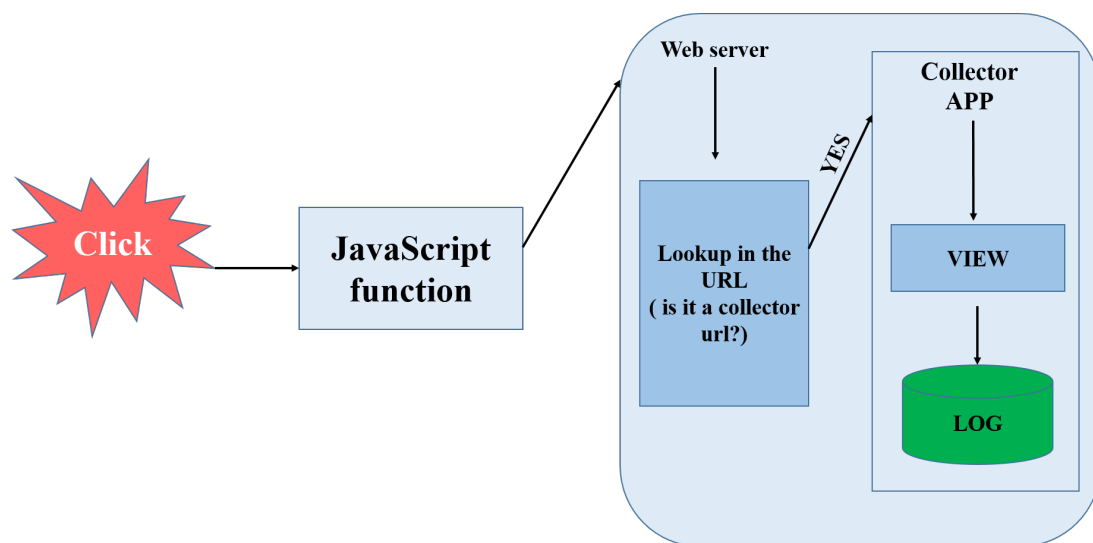 Click
JavaScript
function
Web server
Lookup in the
URL
( is it a collector
url?)
YES
Collector
APP
VIEW
LOG